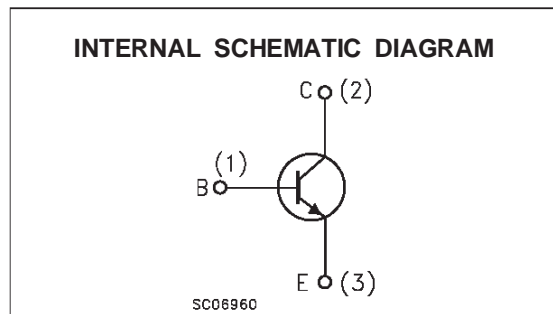 INTERNAL SCHEMATIC DIAGRAM
C (2)
(1)
B
E (3)
SC06960